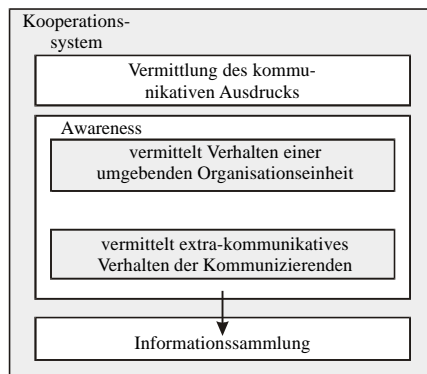 Kooperations-
system
Vermittlung des kommu-
nikativen Ausdrucks
Awareness
vermittelt Verhalten einer
umgebenden Organisationseinheit
vermittelt extra-kommunikatives
Verhalten der Kommunizierenden
Informationssammlung